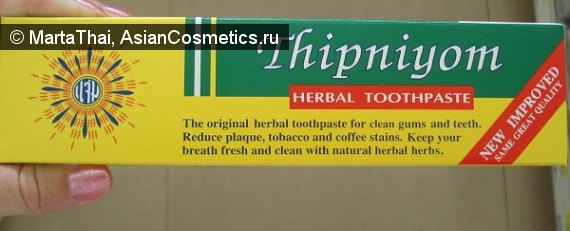 © MartaThai, AsianCosmetics.ru
Thipniyom
HERBAL TOOTHPASTE
The original herbal toothpaste for clean gums and teeth.
Reduce plaque, tobacco and coffee stains. Keep your
breath fresh and clean with natural herbal herbs.
NEW IMPROVED
SAME GREAT QUALITY